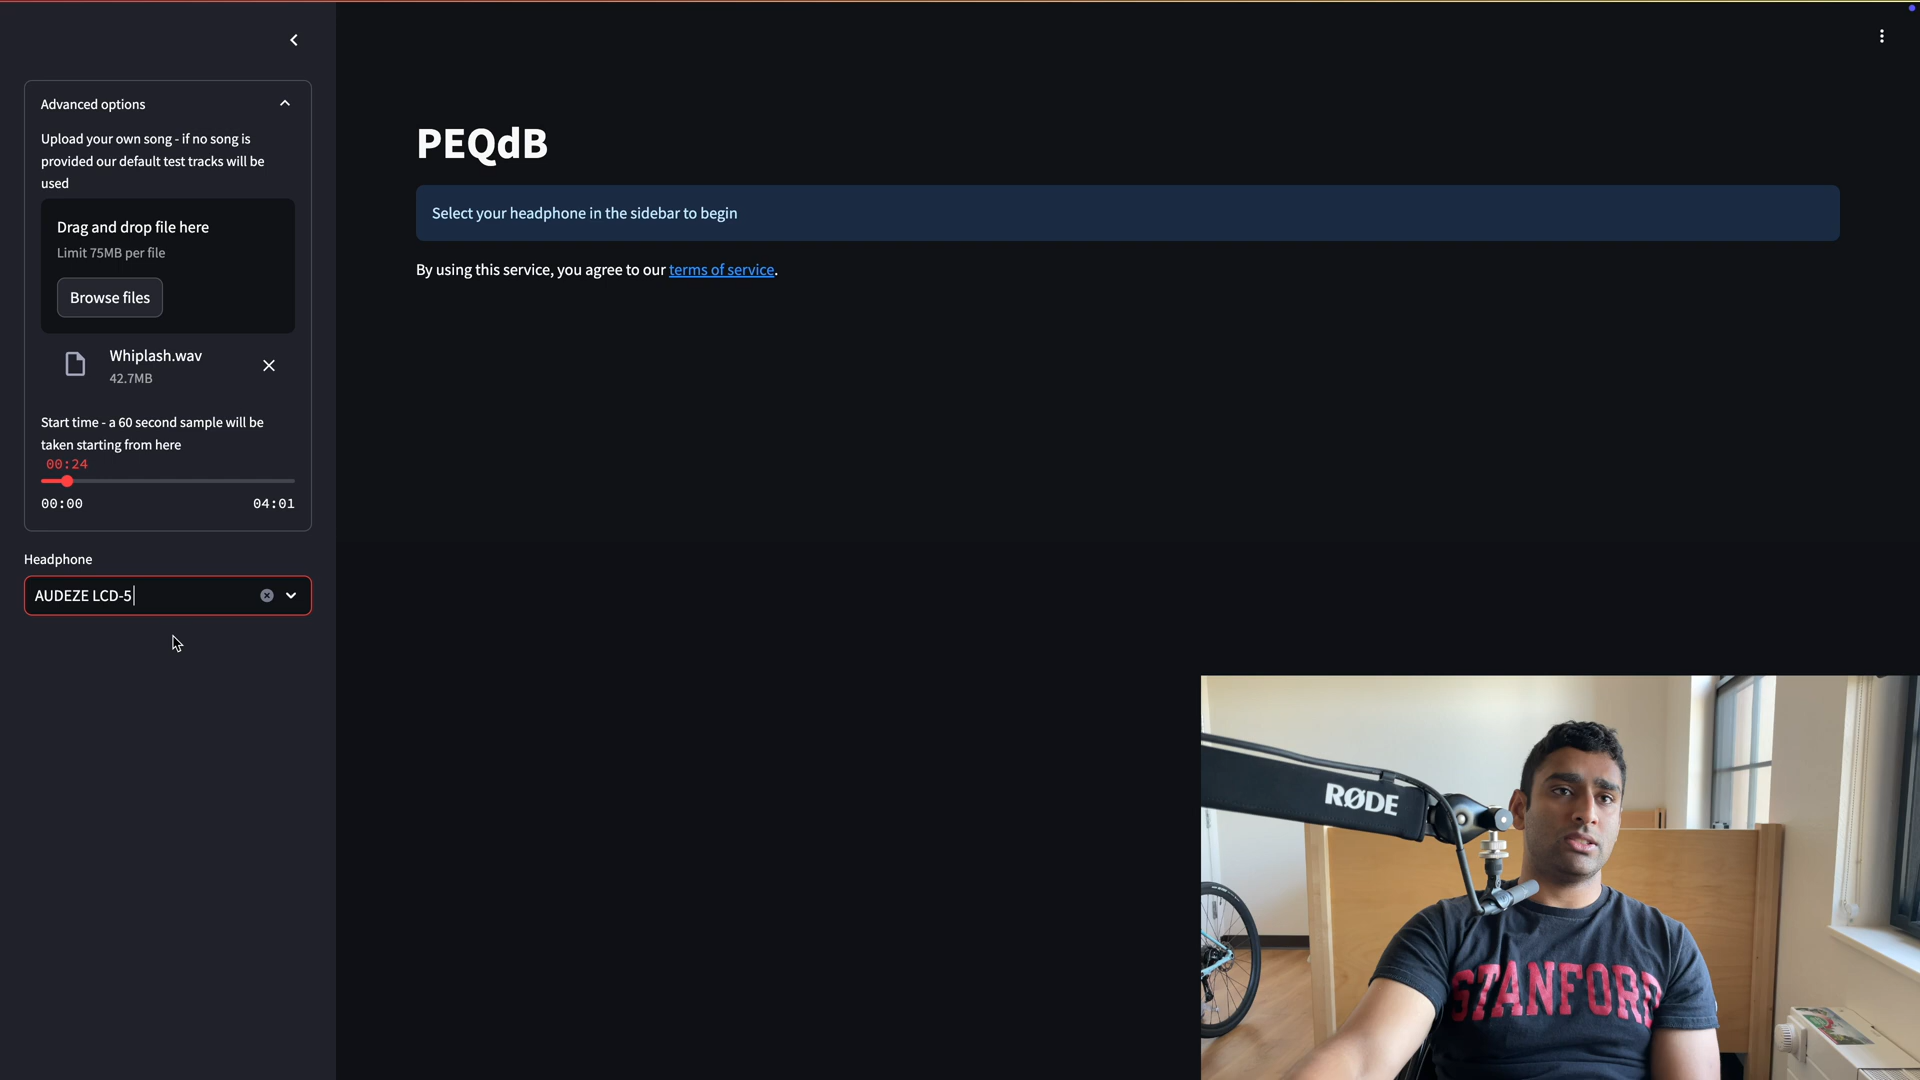 Advanced options
Upload your own song - if no song is
provided our default test tracks will be
used
Drag and drop file here
Limit 75MB per file
Browse files
Whiplash.wav
42.7MB
Start time - a 60 second sample will be
taken starting from here
00:24
00:00 04:01
Headphone
AUDEZE LCD-5
PEQdB
Select your headphone in the sidebar to begin
By using this service, you agree to our terms of service.
RØDE
STANFORD